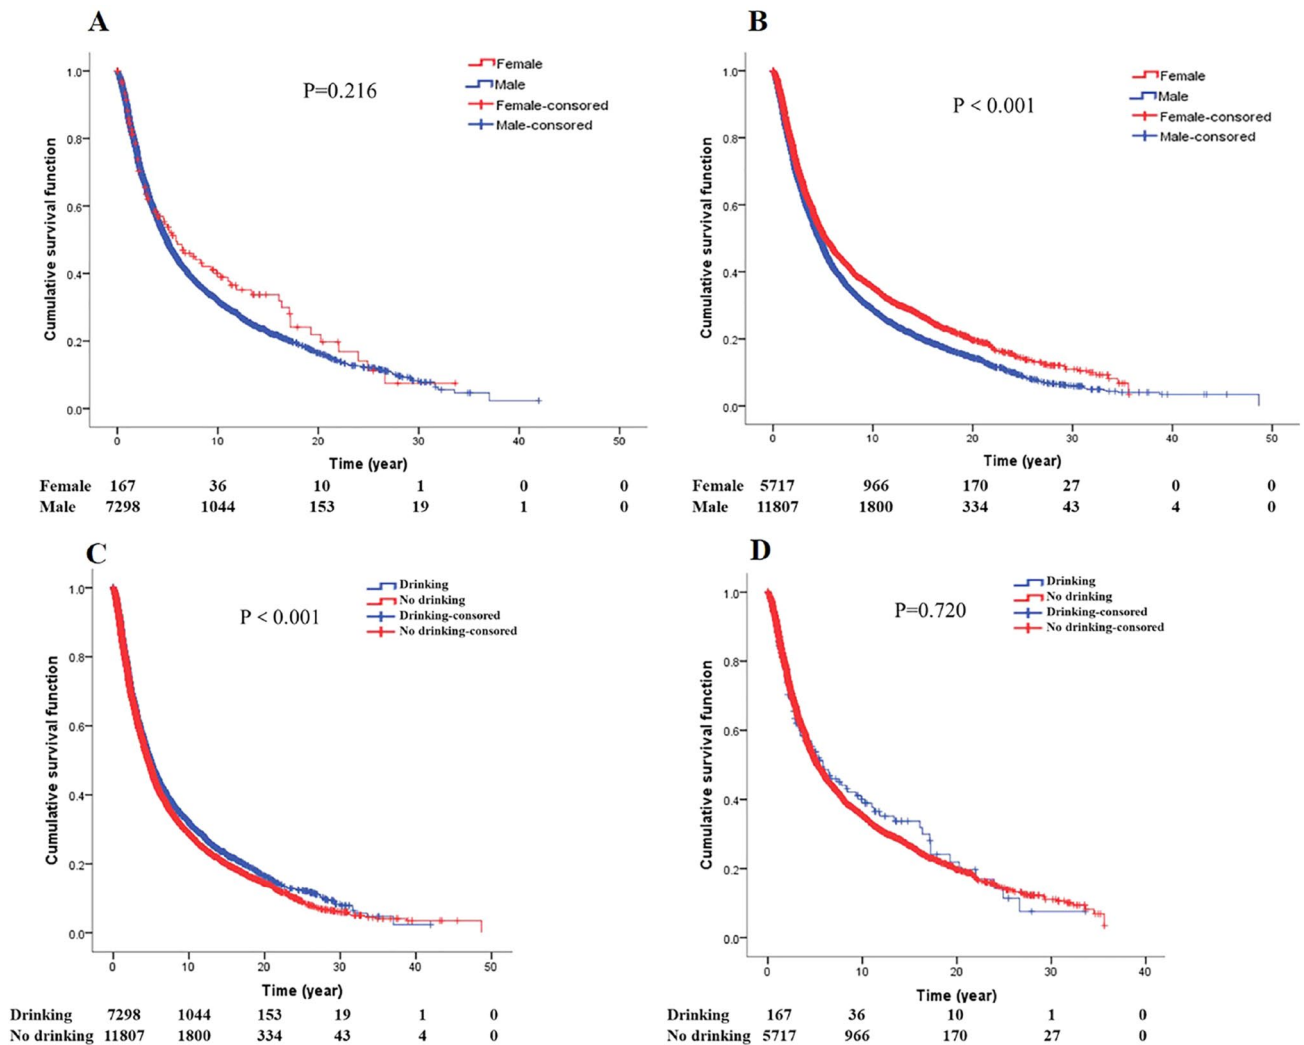 A
P=0.216
Female
Male
Female-consored
Male-consored
Cumulative survival function
1.0
0.8
0.6
0.4
0.2
0.0
0 10 20 30 40 50
Time (year)
Female 167 36 10 1 0 0
Male 7298 1044 153 19 1 0
B
P < 0.001
Female
Male
Female-consored
Male-consored
Cumulative survival function
1.0
0.8
0.6
0.4
0.2
0.0
0 10 20 30 40 50
Time (year)
Female 5717 966 170 27 0 0
Male 11807 1800 334 43 4 0
C
P < 0.001
Drinking
No drinking
Drinking-consored
No drinking-consored
Cumulative survival function
1.0
0.8
0.6
0.4
0.2
0.0
0 10 20 30 40 50
Time (year)
Drinking 7298 1044 153 19 1 0
No drinking 11807 1800 334 43 4 0
D
P=0.720
Drinking
No drinking
Drinking-consored
No drinking-consored
Cumulative survival function
1.0
0.8
0.6
0.4
0.2
0.0
0 10 20 30 40
Time (year)
Drinking 167 36 10 1 0
No drinking 5717 966 170 27 0